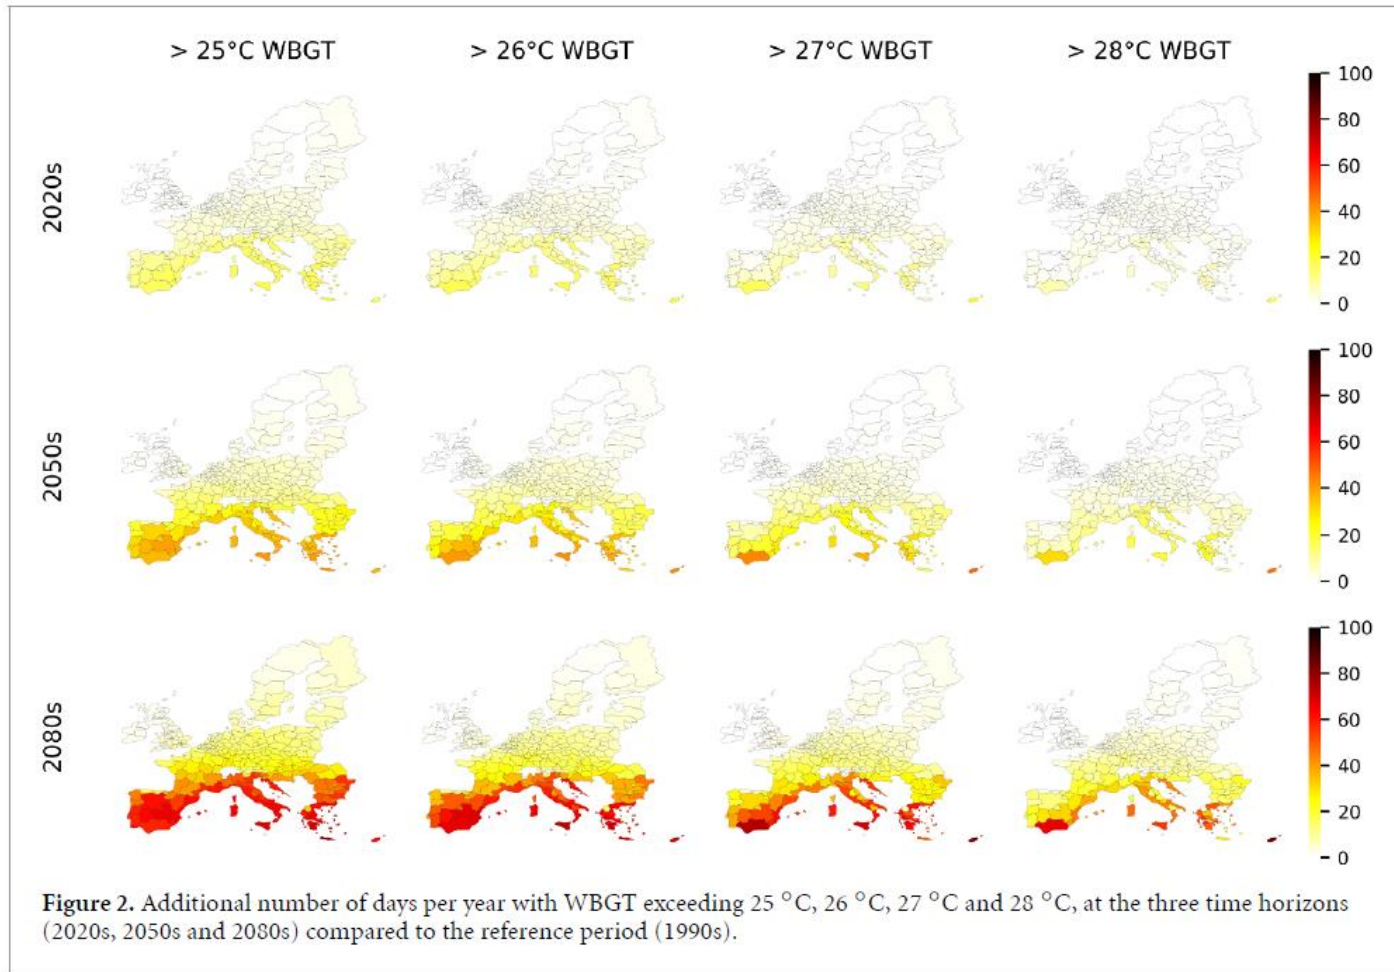 > 25°C WBGT
> 26°C WBGT
> 27°C WBGT
> 28°C WBGT
2020s
100
80
60
40
20
0
2050s
100
80
60
40
20
0
2080s
100
80
60
40
20
0
Figure 2. Additional number of days per year with WBGT exceeding 25 °C, 26 °C, 27 °C and 28 °C, at the three time horizons
(2020s, 2050s and 2080s) compared to the reference period (1990s).